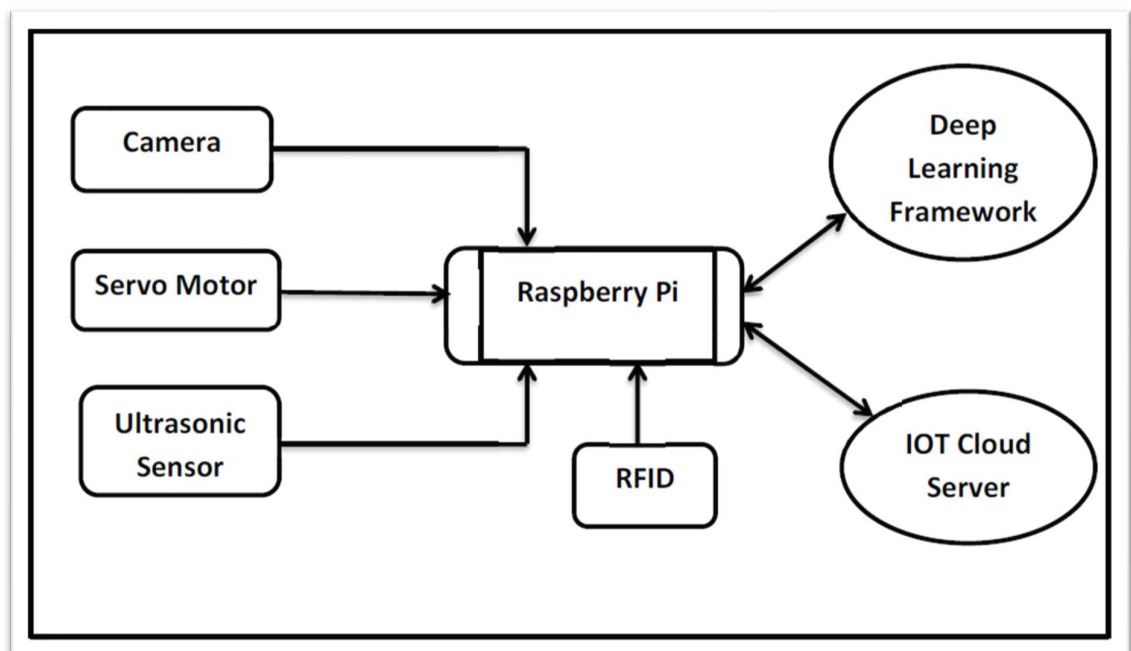 Camera
Servo Motor
Ultrasonic
Sensor
Raspberry Pi
RFID
Deep
Learning
Framework
IOT Cloud
Server